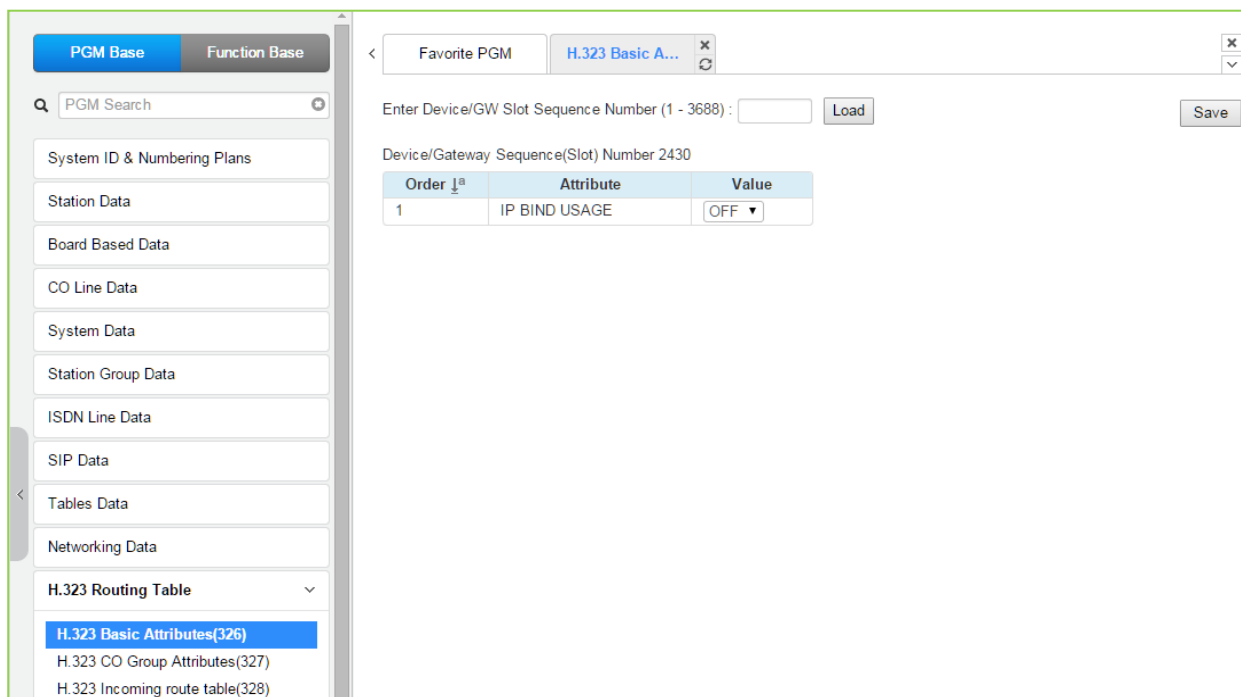 PGM Base
Function Base
PGM Search
System ID & Numbering Plans
Station Data
Board Based Data
CO Line Data
System Data
Station Group Data
ISDN Line Data
SIP Data
Tables Data
Networking Data
H.323 Routing Table
H.323 Basic Attributes(326)
H.323 CO Group Attributes(327)
H.323 Incoming route table(328)
Favorite PGM
H.323 Basic A...
Enter Device/GW Slot Sequence Number (1 - 3688) :
Load
Save
Device/Gateway Sequence(Slot) Number 2430
Order Attribute Value
1 IP BIND USAGE OFF